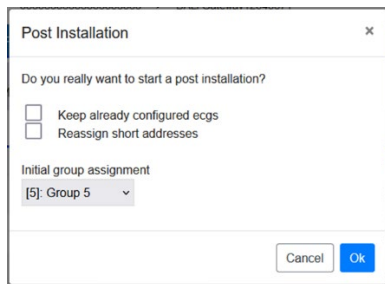 Post Installation
×
Do you really want to start a post installation?
Keep already configured ecgs
Reassign short addresses
Initial group assignment
[5]: Group 5
Cancel
Ok